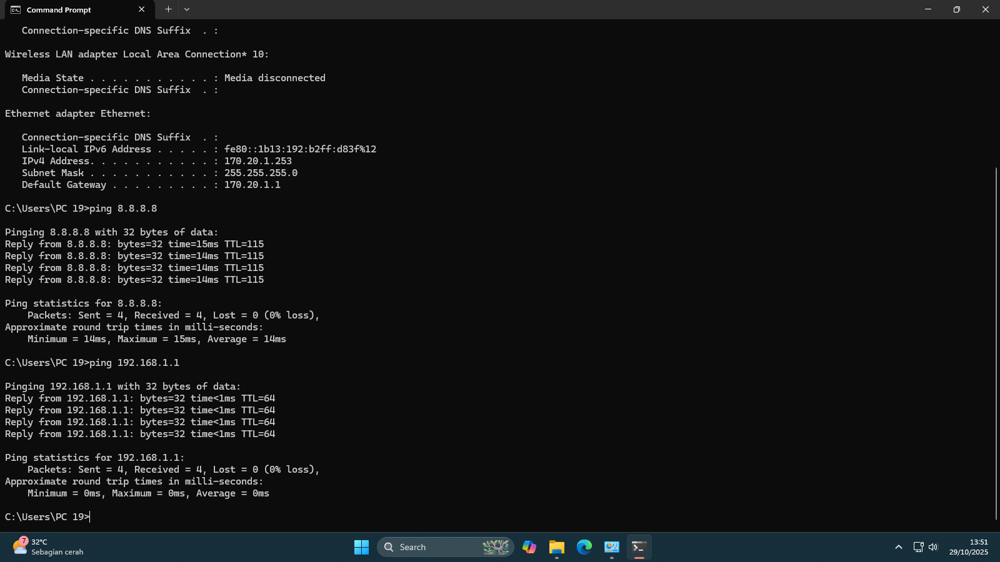 Command Prompt
Connection-specific DNS Suffix  . :
Wireless LAN adapter Local Area Connection* 10:
Media State . . . . . . . . . . . : Media disconnected
Connection-specific DNS Suffix  . :
Ethernet adapter Ethernet:
Connection-specific DNS Suffix  . :
Link-local IPv6 Address . . . . . : fe80::1b13:192:b2ff:d83f%12
IPv4 Address. . . . . . . . . . . : 170.20.1.253
Subnet Mask . . . . . . . . . . . : 255.255.255.0
Default Gateway . . . . . . . . . : 170.20.1.1
C:\Users\PC 19>ping 8.8.8.8
Pinging 8.8.8.8 with 32 bytes of data:
Reply from 8.8.8.8: bytes=32 time=15ms TTL=115
Reply from 8.8.8.8: bytes=32 time=14ms TTL=115
Reply from 8.8.8.8: bytes=32 time=14ms TTL=115
Reply from 8.8.8.8: bytes=32 time=14ms TTL=115
Ping statistics for 8.8.8.8:
Packets: Sent = 4, Received = 4, Lost = 0 (0% loss),
Approximate round trip times in milli-seconds:
Minimum = 14ms, Maximum = 15ms, Average = 14ms
C:\Users\PC 19>ping 192.168.1.1
Pinging 192.168.1.1 with 32 bytes of data:
Reply from 192.168.1.1: bytes=32 time<1ms TTL=64
Reply from 192.168.1.1: bytes=32 time<1ms TTL=64
Reply from 192.168.1.1: bytes=32 time<1ms TTL=64
Reply from 192.168.1.1: bytes=32 time<1ms TTL=64
Ping statistics for 192.168.1.1:
Packets: Sent = 4, Received = 4, Lost = 0 (0% loss),
Approximate round trip times in milli-seconds:
Minimum = 0ms, Maximum = 0ms, Average = 0ms
C:\Users\PC 19>
7
32°C
Sebagian cerah
Search
13:51
29/10/2025